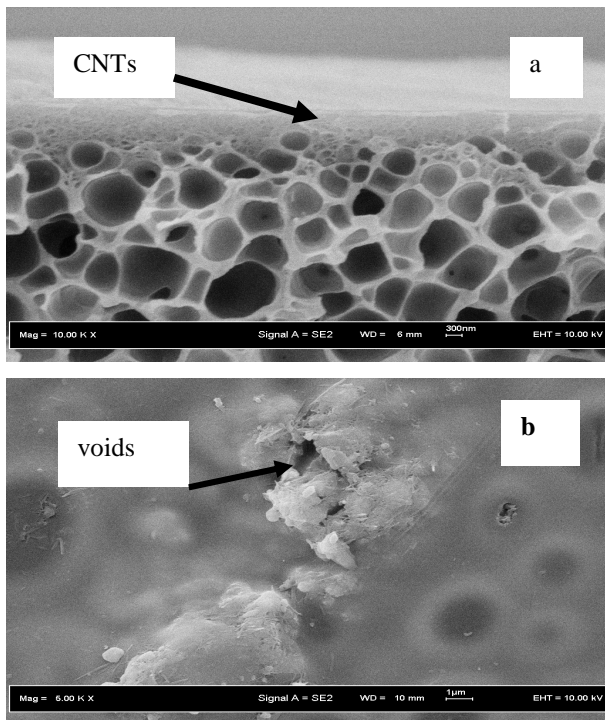 CNTs
a
Mag = 10.00 K X Signal A = SE2 WD = 6 mm 300nm EHT = 10.00 kV
voids
b
Mag = 5.00 K X Signal A = SE2 WD = 10 mm 1µm EHT = 10.00 kV